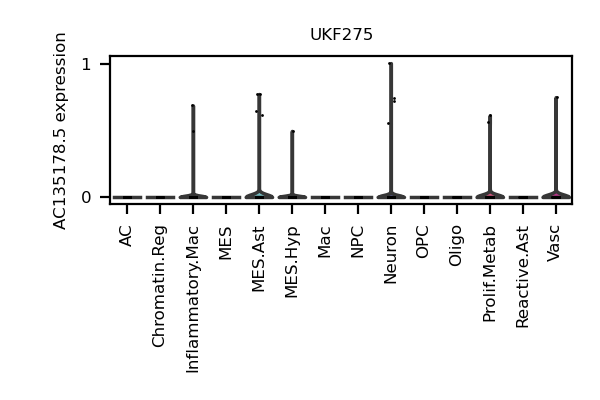 UKF275
AC135178.5 expression
1
0
AC
Chromatin.Reg
Inflammatory.Mac
MES
MES.Ast
MES.Hyp
Mac
NPC
Neuron
OPC
Oligo
Prolif.Metab
Reactive.Ast
Vasc